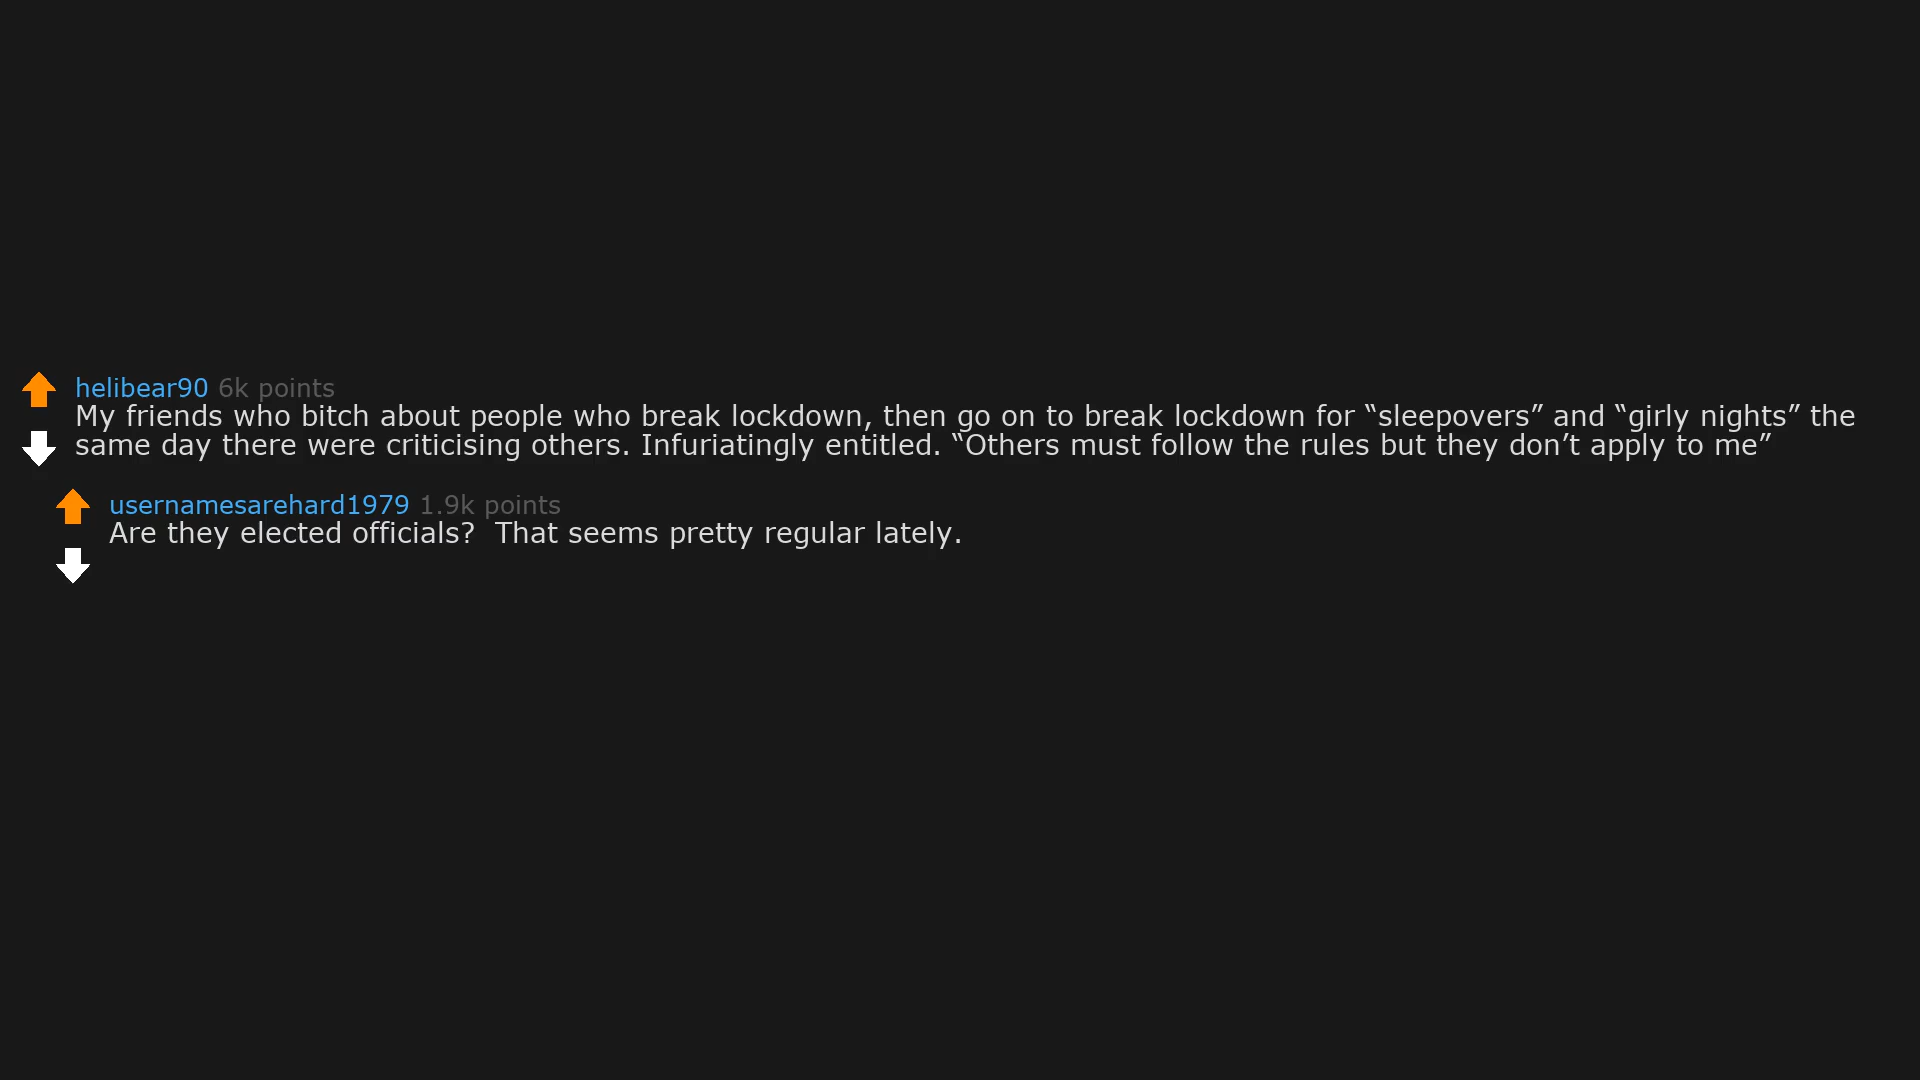 helibear90 6k points
My friends who bitch about people who break lockdown, then go on to break lockdown for “sleepovers” and “girly nights” the
same day there were criticising others. Infuriatingly entitled. “Others must follow the rules but they don’t apply to me”
usernamesarehard1979 1.9k points
Are they elected officials?  That seems pretty regular lately.